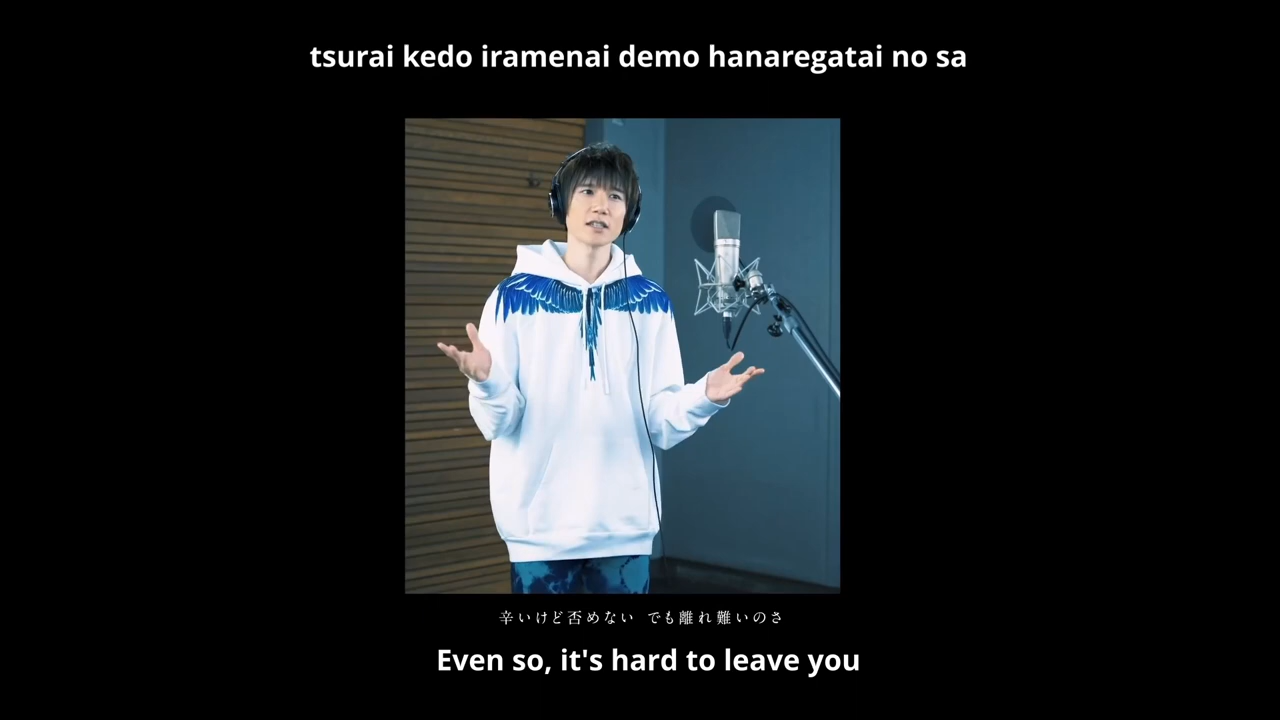 tsurai kedo iramenai demo hanaregatai no sa
辛いけど否めない でも離れ難いのさ
Even so, it's hard to leave you